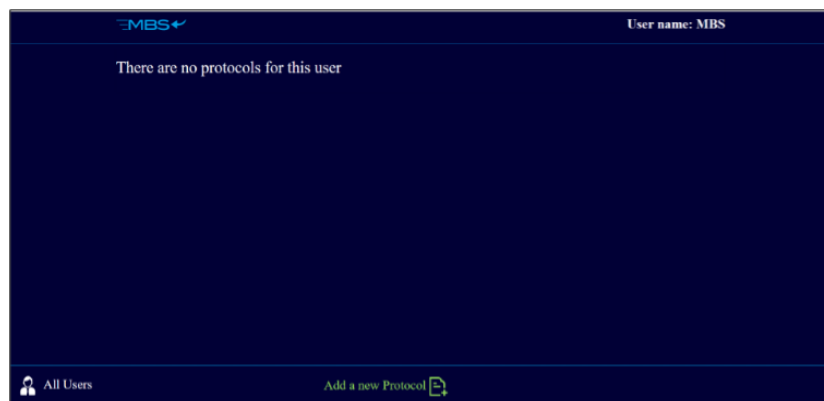 MBS
User name: MBS
There are no protocols for this user
All Users
Add a new Protocol